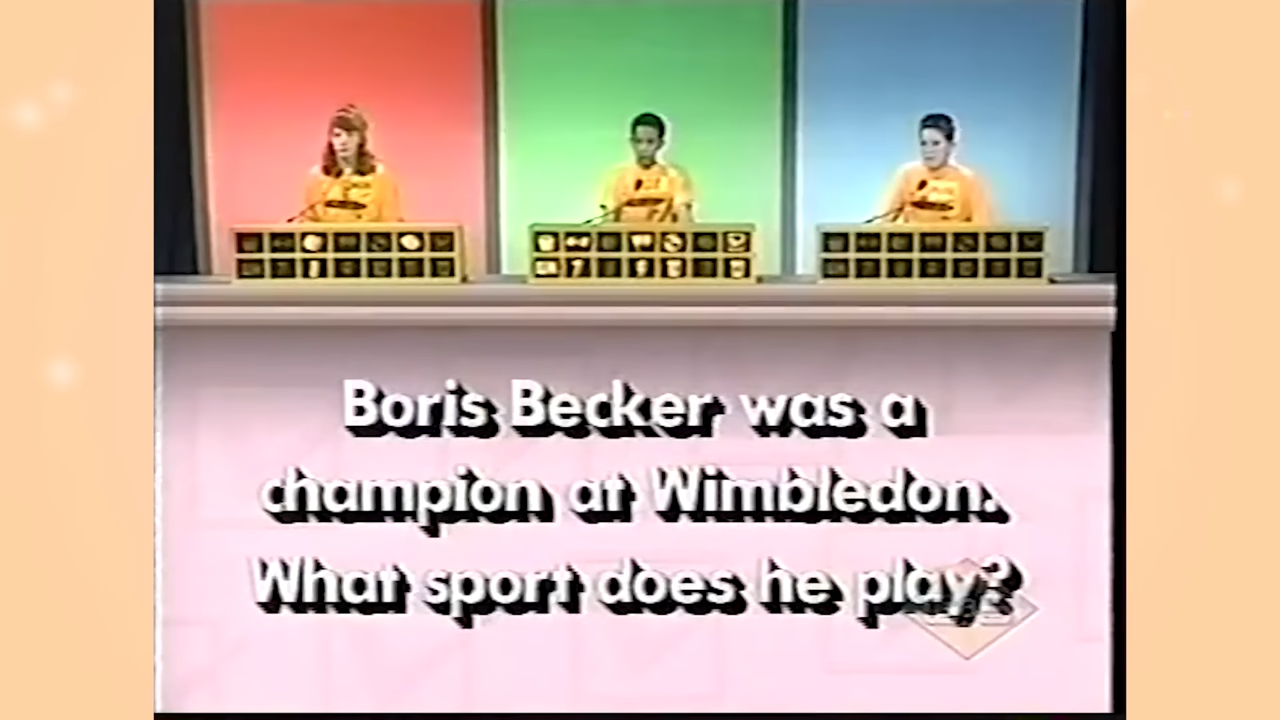 Boris Becker was a
champion at Wimbledon.
What sport does he play?